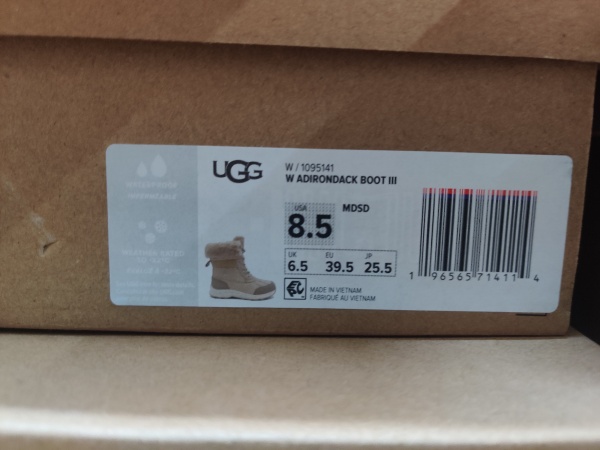 UGG
W / 1095141
W ADIRONDACK BOOT III
USA
MDSD
8.5
UK EU JP
6.5 39.5 25.5
MADE IN VIETNAM
FABRIQUÉ AU VIETNAM
1 96565 71411 4